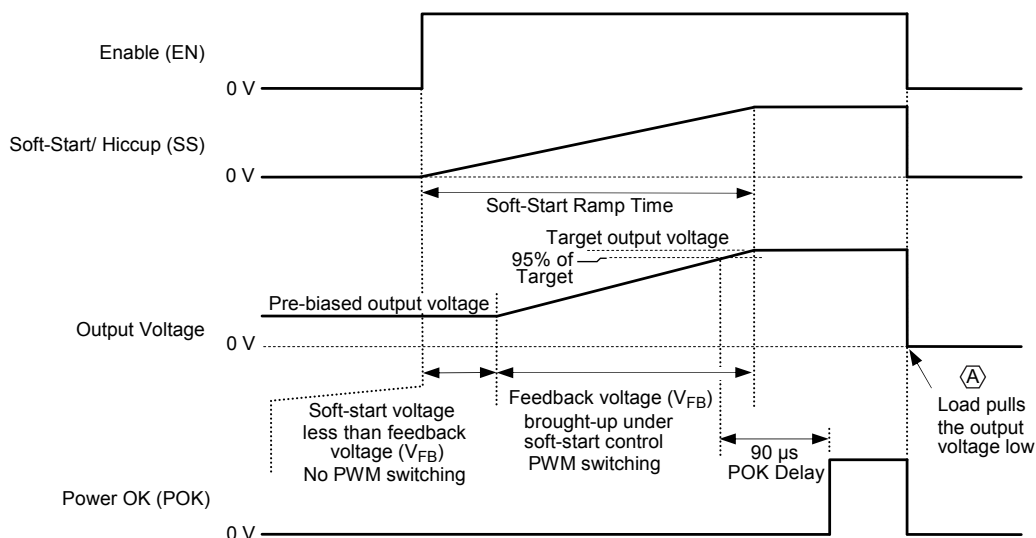 Enable (EN)
0 V
Soft-Start/ Hiccup (SS)
0 V
Soft-Start Ramp Time
Target output voltage
95% of
Target
Pre-biased output voltage
Output Voltage
0 V
Soft-start voltage
less than feedback
voltage (VFB)
No PWM switching
Feedback voltage (VFB)
brought-up under
soft-start control
PWM switching
90 µs
POK Delay
A
Load pulls
the output
voltage low
Power OK (POK)
0 V